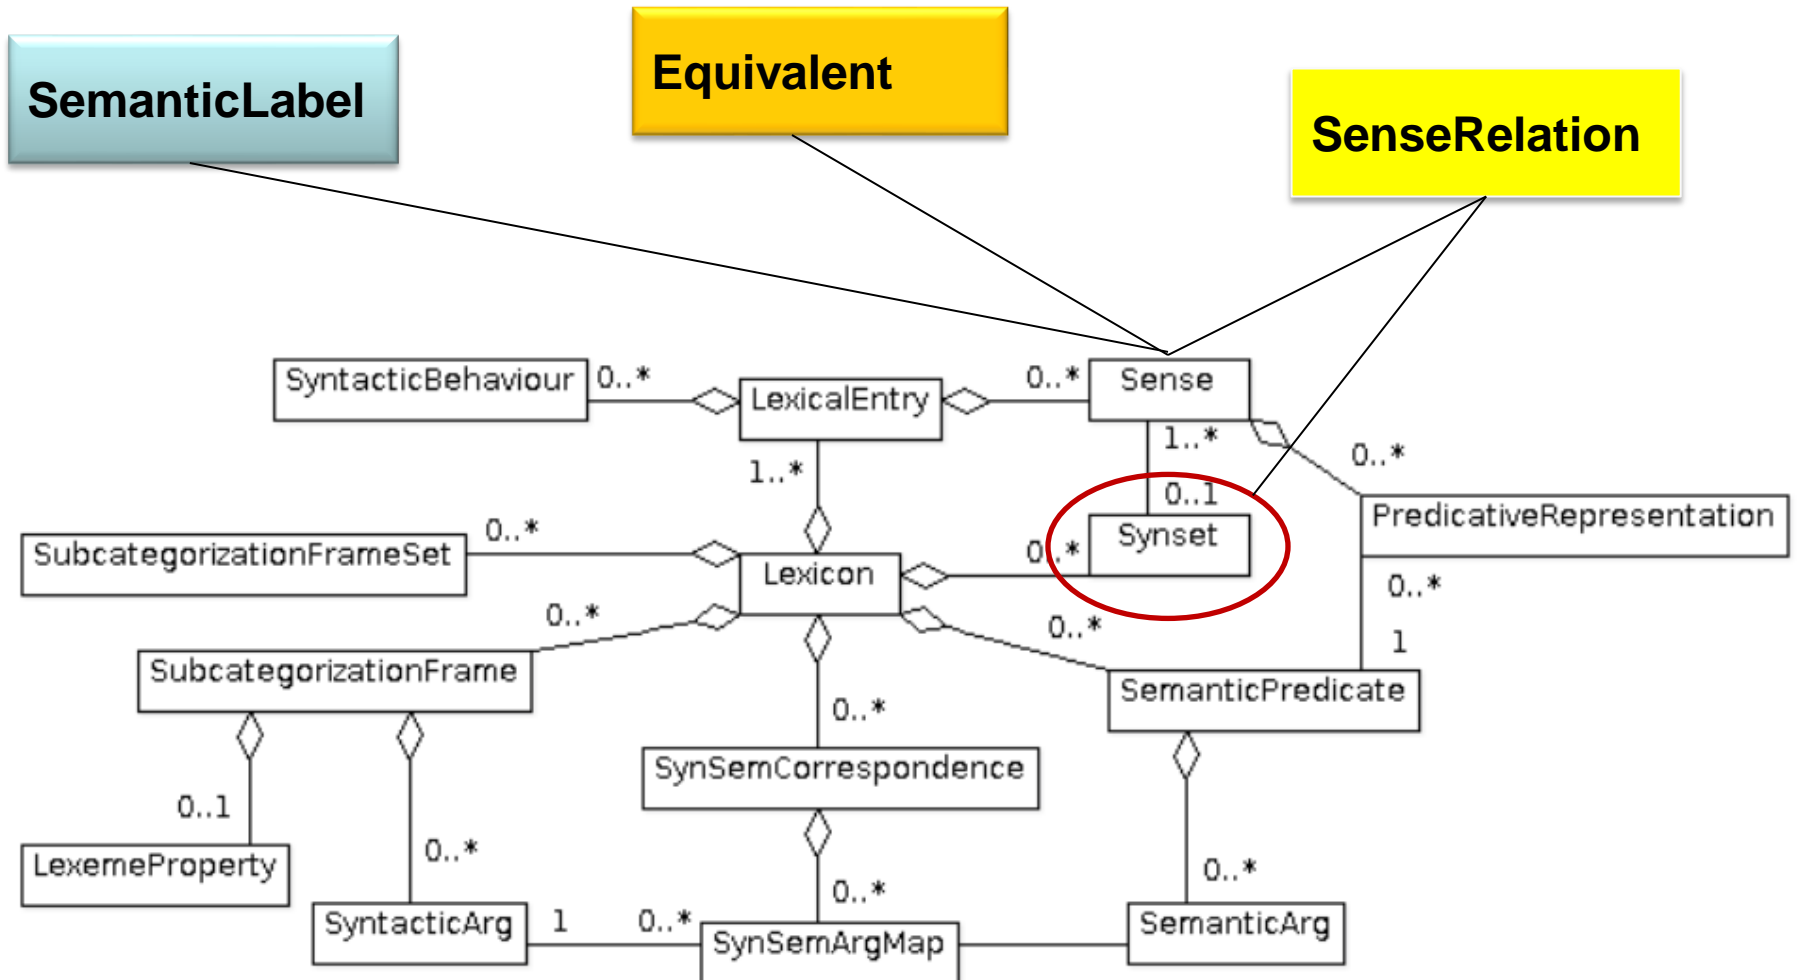 SemanticLabel
Equivalent
SenseRelation
SyntacticBehaviour
0..*
LexicalEntry
0..*
Sense
1..*
0..*
1..*
0..1
PredicativeRepresentation
SubcategorizationFrameSet
0..*
Lexicon
0..*
Synset
0..*
0..*
0..*
1
SubcategorizationFrame
SemanticPredicate
0..*
SynSemCorrespondence
0..1
0..*
LexemeProperty
0..*
0..*
SyntacticArg
1
0..*
SynSemArgMap
SemanticArg